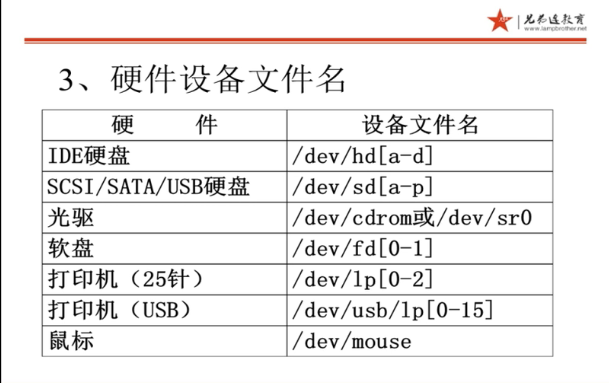 兄弟连教育
www.lampbrother.net
3、硬件设备文件名
硬 件 设备文件名
IDE硬盘 /dev/hd[a-d]
SCSI/SATA/USB硬盘 /dev/sd[a-p]
光驱 /dev/cdrom或/dev/sr0
软盘 /dev/fd[0-1]
打印机（25针） /dev/lp[0-2]
打印机（USB） /dev/usb/lp[0-15]
鼠标 /dev/mouse